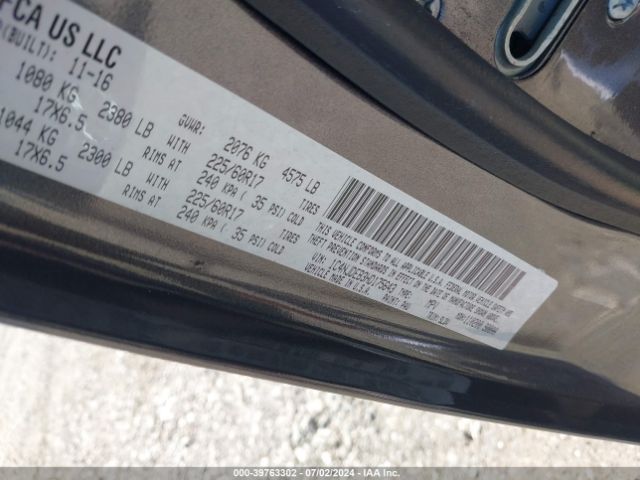 FCA US LLC
(BUILT): 11-16
1080 KG 2380 LB WITH 225/60R17 TIRES
17X6.5 RIMS AT 240 KPA ( 35 PSI) COLD
1044 KG 2300 LB WITH 225/60R17 TIRES
17X6.5 RIMS AT 240 KPA ( 35 PSI) COLD
GVWR: 2076 KG 4575 LB
THIS VEHICLE CONFORMS TO ALL APPLICABLE U.S.A. FEDERAL MOTOR VEHICLE SAFETY AND
THEFT PREVENTION STANDARDS IN EFFECT ON THE DATE OF MANUFACTURE SHOWN ABOVE.
VIN: TYPE: MPV
VEHICLE MADE IN U.S.A. PAINT:
000-39763302 - 07/02/2024 - IAA Inc.